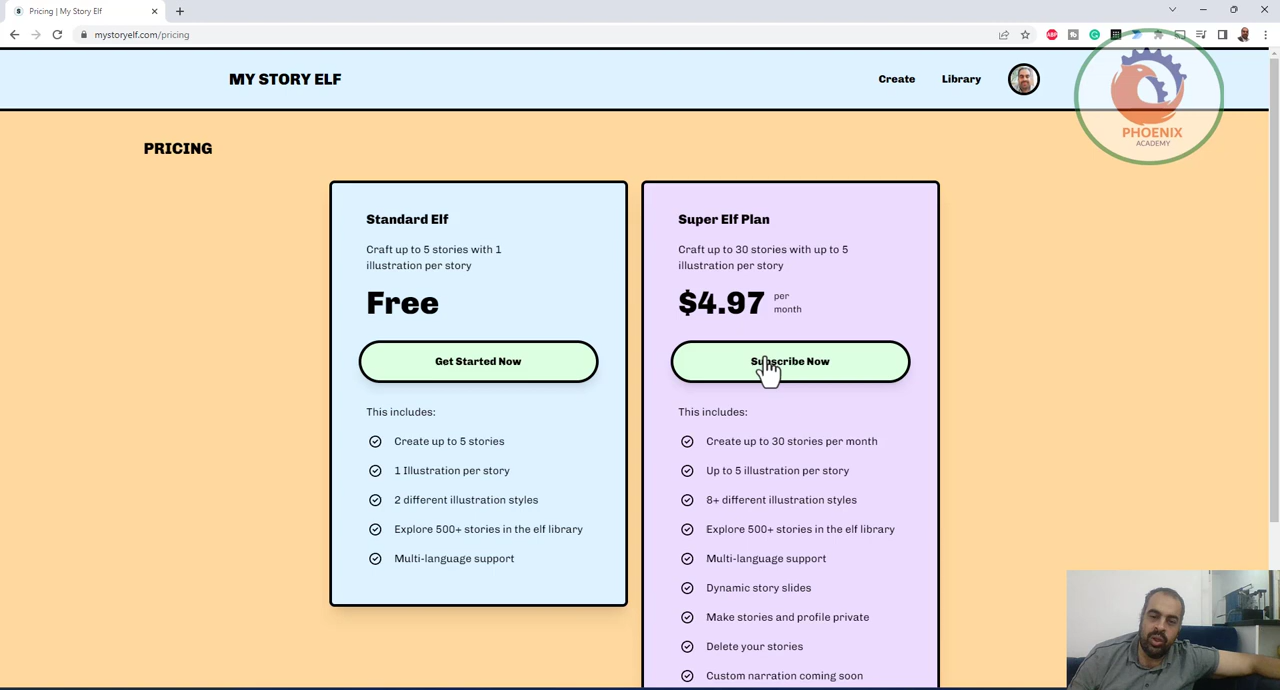 Pricing | My Story Elf
mystoryelf.com/pricing
MY STORY ELF
Create
Library
PHOENIX
ACADEMY
PRICING
Standard Elf
Craft up to 5 stories with 1
illustration per story
Free
Get Started Now
This includes:
Create up to 5 stories
1 Illustration per story
2 different illustration styles
Explore 500+ stories in the elf library
Multi-language support
Super Elf Plan
Craft up to 30 stories with up to 5
illustration per story
$4.97 per
month
Subscribe Now
This includes:
Create up to 30 stories per month
Up to 5 illustration per story
8+ different illustration styles
Explore 500+ stories in the elf library
Multi-language support
Dynamic story slides
Make stories and profile private
Delete your stories
Custom narration coming soon